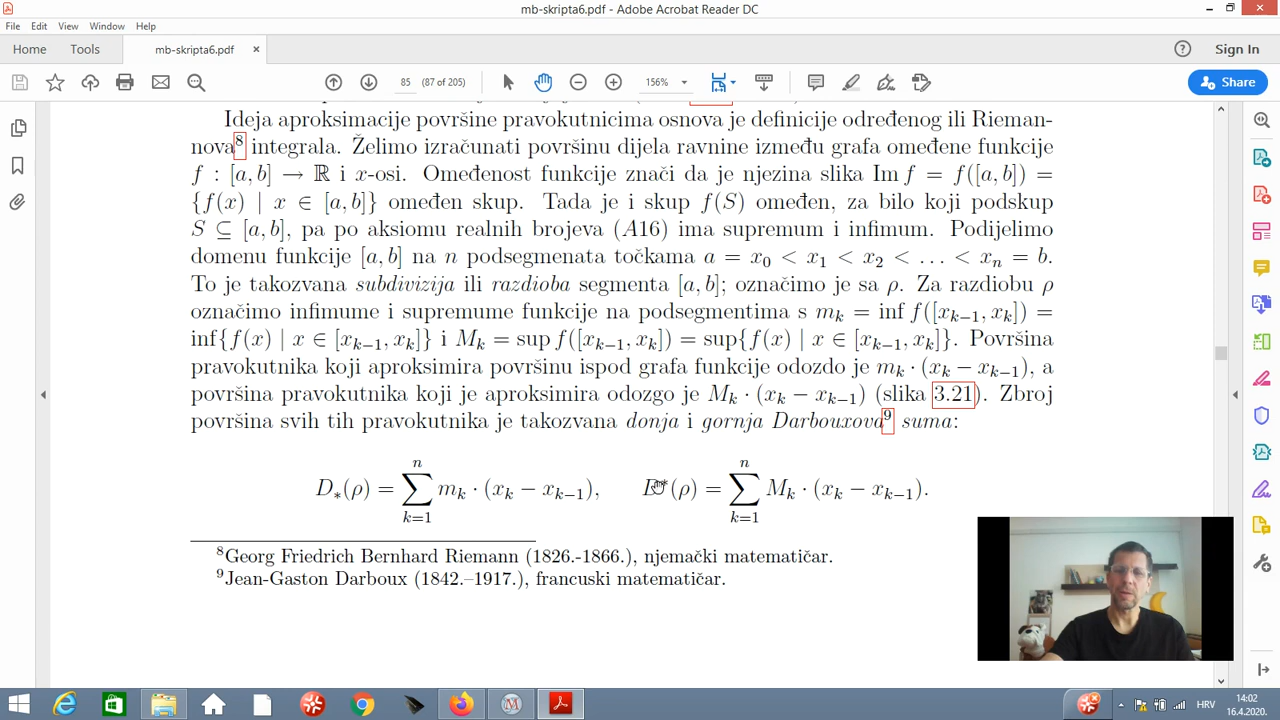 mb-skripta6.pdf - Adobe Acrobat Reader DC
File Edit View Window Help
Home Tools mb-skripta6.pdf × Sign In
85 (87 of 205) 156% Share
Ideja aproksimacije površine pravokutnicima osnova je definicije određenog ili Rieman-
nova⁸ integrala. Želimo izračunati površinu dijela ravnine između grafa omeđene funkcije
f : [a, b] → ℝ i x-osi. Omeđenost funkcije znači da je njezina slika Im f = f([a, b]) =
{f(x) | x ∈ [a, b]} omeđen skup. Tada je i skup f(S) omeđen, za bilo koji podskup
S ⊆ [a, b], pa po aksiomu realnih brojeva (A16) ima supremum i infimum. Podijelimo
domenu funkcije [a, b] na n podsegmenata točkama a = x₀ < x₁ < x₂ < … < xₙ = b.
To je takozvana subdivizija ili razdioba segmenta [a, b]; označimo je sa ρ. Za razdiobu ρ
označimo infimume i supremume funkcije na podsegmentima s mₖ = inf f([xₖ₋₁, xₖ]) =
inf{f(x) | x ∈ [xₖ₋₁, xₖ]} i Mₖ = sup f([xₖ₋₁, xₖ]) = sup{f(x) | x ∈ [xₖ₋₁, xₖ]}. Površina
pravokutnika koji aproksimira površinu ispod grafa funkcije odozdo je mₖ · (xₖ − xₖ₋₁), a
površina pravokutnika koji je aproksimira odozgo je Mₖ · (xₖ − xₖ₋₁) (slika 3.21). Zbroj
površina svih tih pravokutnika je takozvana donja i gornja Darbouxova⁹ suma:
D∗(ρ) = ∑ₖ₌₁ⁿ mₖ · (xₖ − xₖ₋₁), D*(ρ) = ∑ₖ₌₁ⁿ Mₖ · (xₖ − xₖ₋₁).
⁸Georg Friedrich Bernhard Riemann (1826.-1866.), njemački matematičar.
⁹Jean-Gaston Darboux (1842.–1917.), francuski matematičar.
HRV 14:02
16.4.2020.